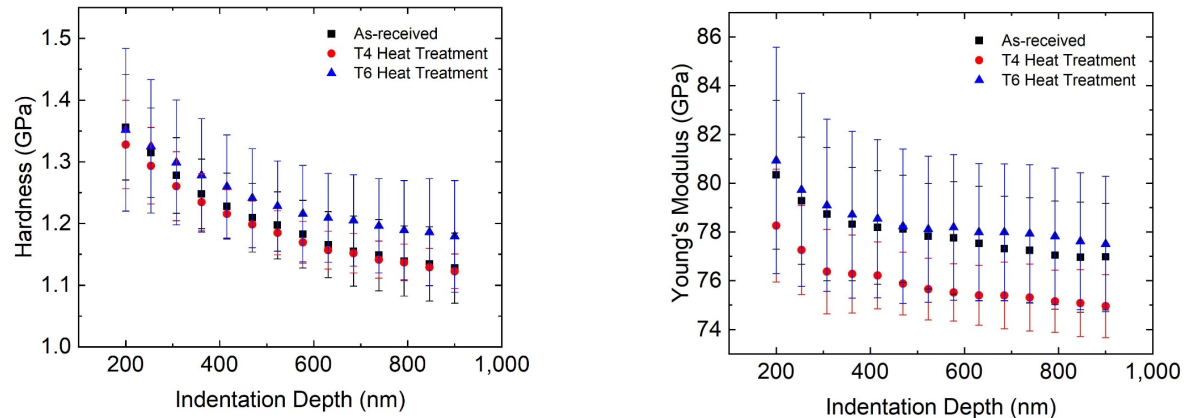 1.5
1.4
1.3
1.2
1.1
1.0
Hardness (GPa)
As-received
T4 Heat Treatment
T6 Heat Treatment
200 400 600 800 1,000
Indentation Depth (nm)
86
84
82
80
78
76
74
Young's Modulus (GPa)
As-received
T4 Heat Treatment
T6 Heat Treatment
200 400 600 800 1,000
Indentation Depth (nm)